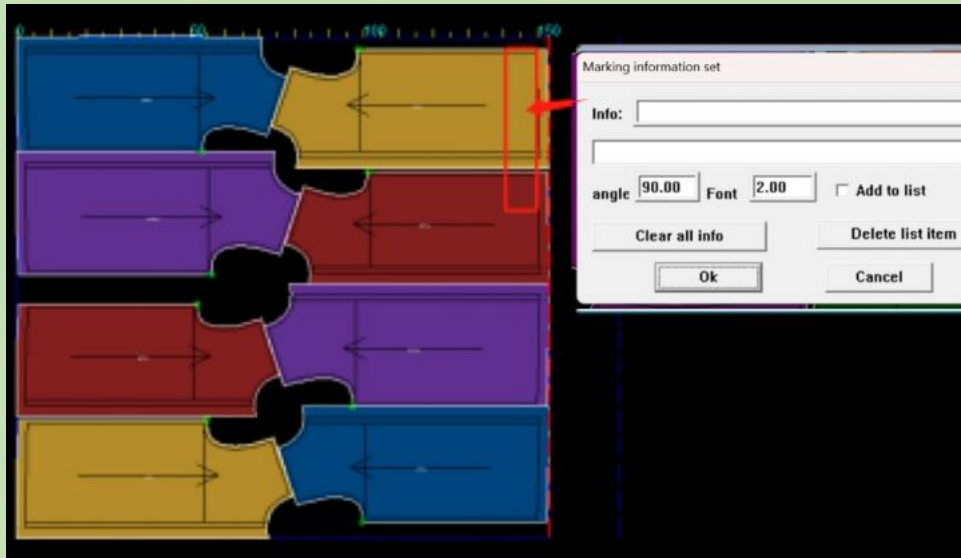 0 50 100 150
Marking information set
Info:
angle 90.00 Font 2.00 Add to list
Clear all info Delete list item
Ok Cancel